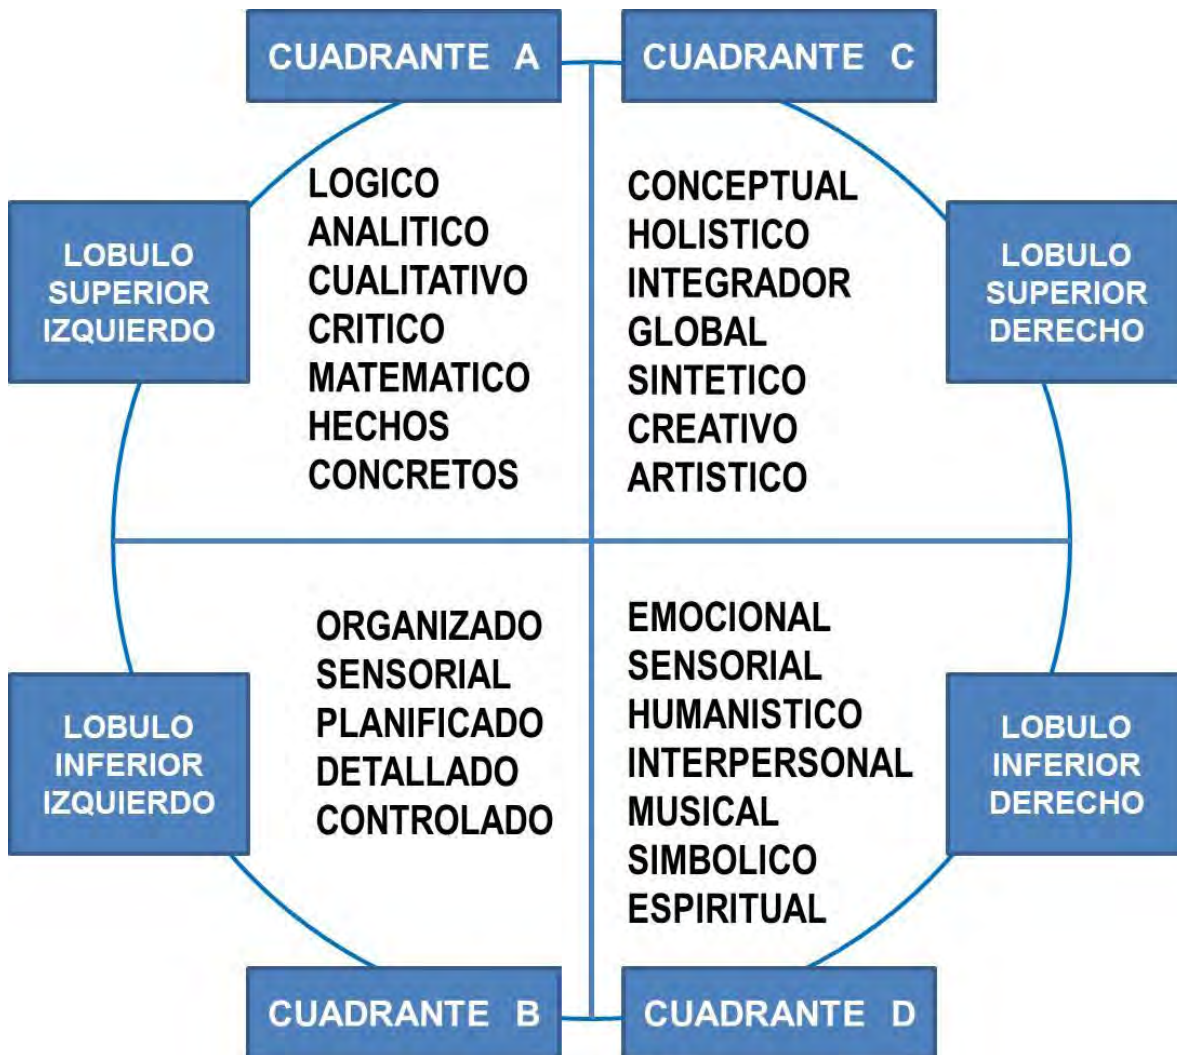 CUADRANTE A
CUADRANTE C
LOBULO
SUPERIOR
IZQUIERDO
LOGICO
ANALITICO
CUALITATIVO
CRITICO
MATEMATICO
HECHOS
CONCRETOS
CONCEPTUAL
HOLISTICO
INTEGRADOR
GLOBAL
SINTETICO
CREATIVO
ARTISTICO
LOBULO
SUPERIOR
DERECHO
LOBULO
INFERIOR
IZQUIERDO
ORGANIZADO
SENSORIAL
PLANIFICADO
DETALLADO
CONTROLADO
EMOCIONAL
SENSORIAL
HUMANISTICO
INTERPERSONAL
MUSICAL
SIMBOLICO
ESPIRITUAL
LOBULO
INFERIOR
DERECHO
CUADRANTE B
CUADRANTE D